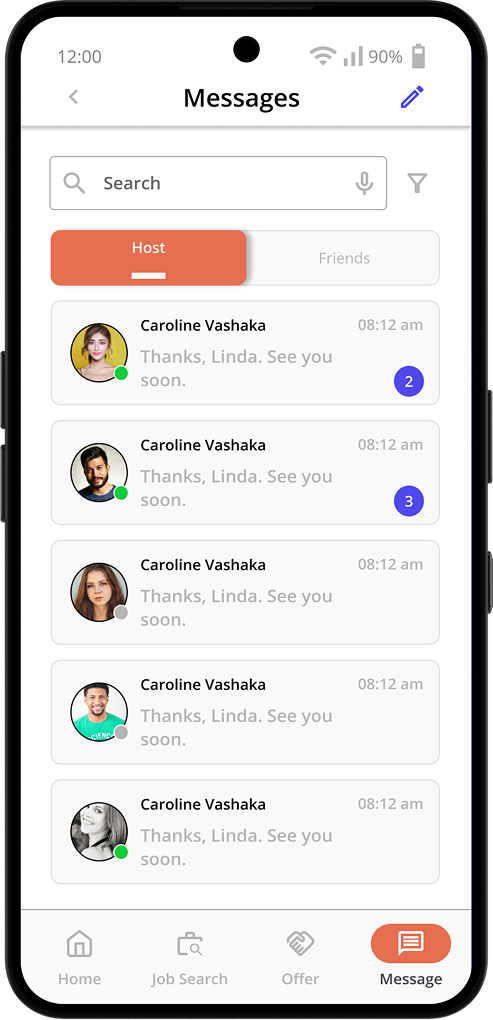 12:00
90%
Messages
Search
Host
Friends
Caroline Vashaka
08:12 am
Thanks, Linda. See you
soon.
2
Caroline Vashaka
08:12 am
Thanks, Linda. See you
soon.
3
Caroline Vashaka
08:12 am
Thanks, Linda. See you
soon.
Caroline Vashaka
08:12 am
Thanks, Linda. See you
soon.
Caroline Vashaka
08:12 am
Thanks, Linda. See you
soon.
Home
Job Search
Offer
Message